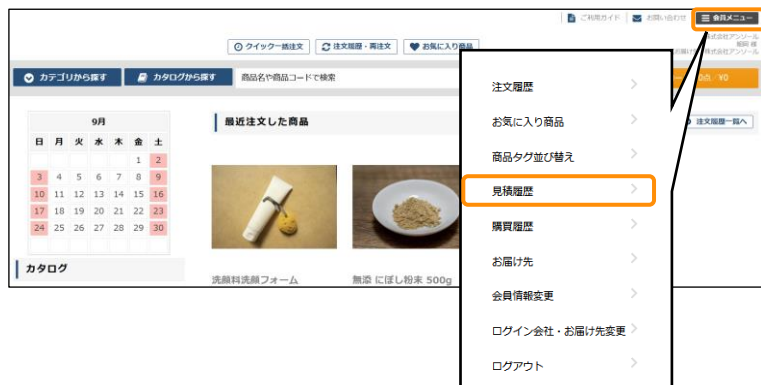 ご利用ガイド
お問い合わせ
会員メニュー
クイック一括注文
注文履歴・再注文
お気に入り商品
カテゴリから探す
カタログから探す
商品名や商品コードで検索
9月
最近注文した商品
注文履歴一覧へ
日 月 火 水 木 金 土
1 2
3 4 5 6 7 8 9
10 11 12 13 14 15 16
17 18 19 20 21 22 23
24 25 26 27 28 29 30
カタログ
洗顔料洗顔フォーム
無添 にぼし粉末 500g
注文履歴
お気に入り商品
商品タグ並び替え
見積履歴
購買履歴
お届け先
会員情報変更
ログイン会社・お届け先変更
ログアウト